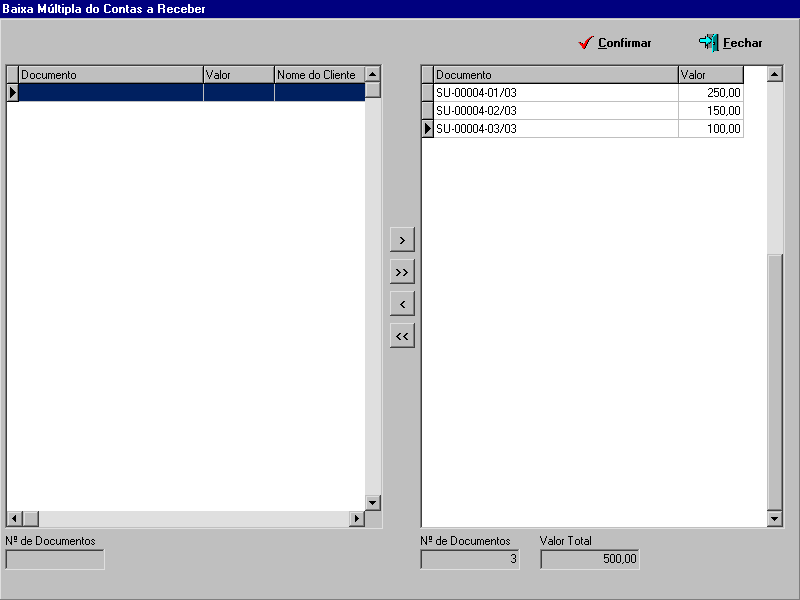 Baixa Múltipla do Contas a Receber
Confirmar Fechar
Documento Valor Nome do Cliente
Documento Valor
SU-00004-01/03 250,00
SU-00004-02/03 150,00
SU-00004-03/03 100,00
>
>>
<
<<
Nº de Documentos
Nº de Documentos Valor Total
3 500,00